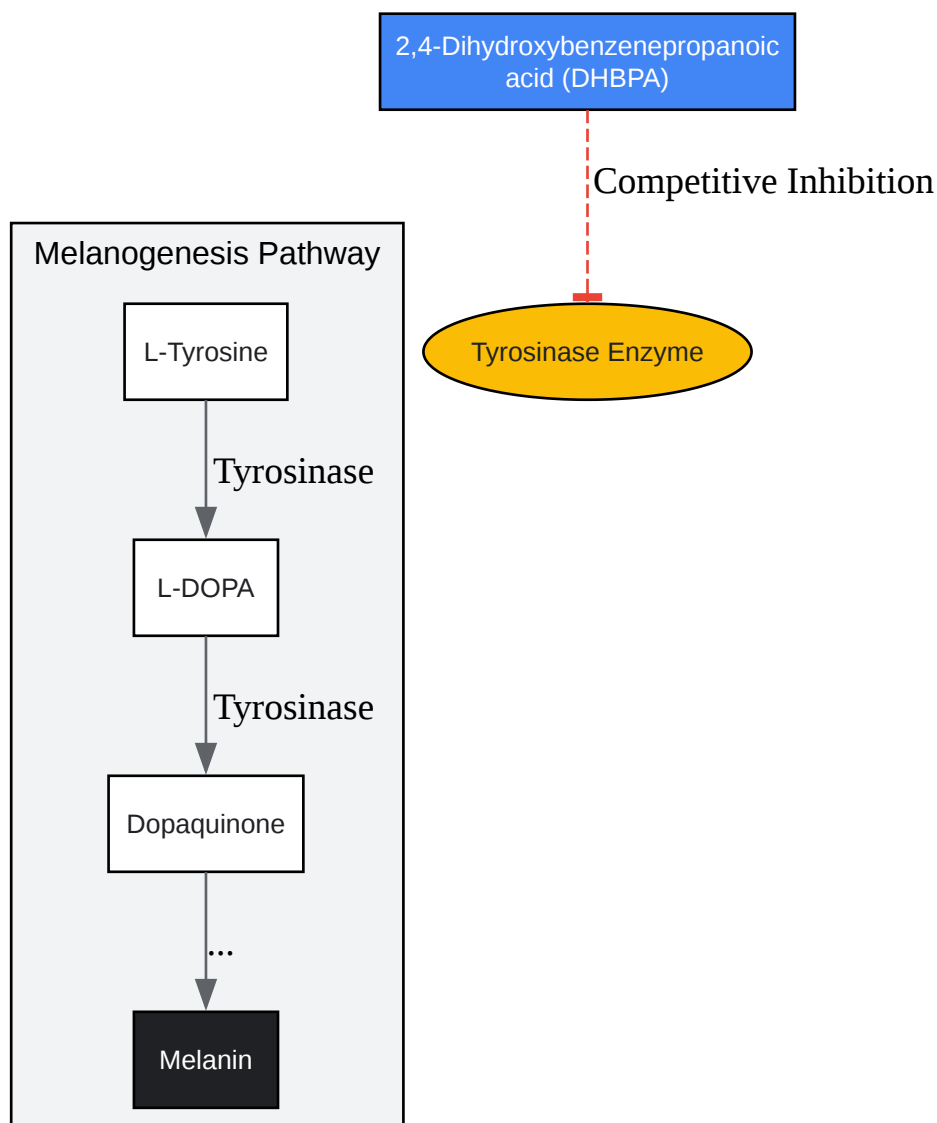 2,4-Dihydroxybenzenepropanoic
acid (DHBPA)
Competitive Inhibition
Melanogenesis Pathway
L-Tyrosine
Tyrosinase Enzyme
Tyrosinase
L-DOPA
Tyrosinase
Dopaquinone
...
Melanin